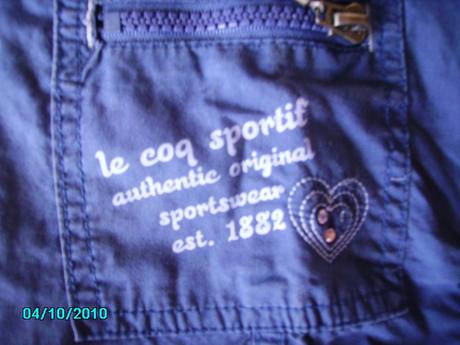 le coq sportif
authentic original
sportswear
est. 1882
04/10/2010